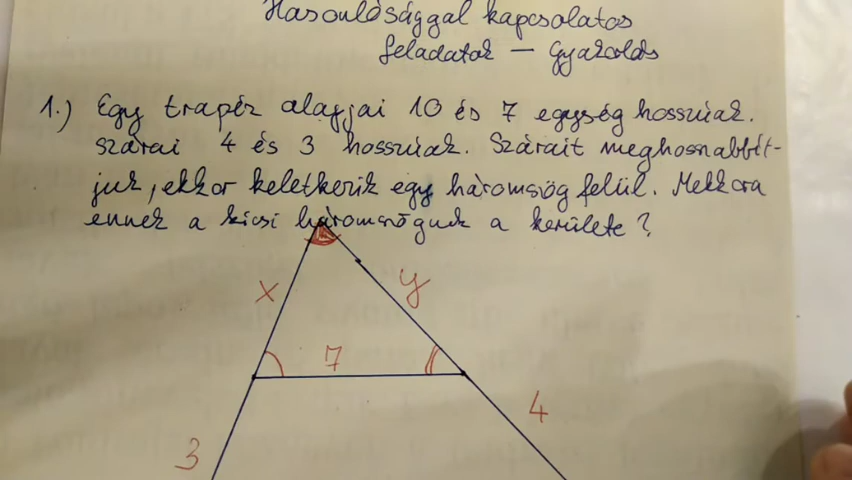 Hasonlósággal kapcsolatos
feladatok — Gyakorlás
1.) Egy trapéz alapjai 10 és 7 egység hosszúak.
szárai 4 és 3 hosszúak. Szárait meghosszabbít-
juk, ekkor keletkezik egy háromszög felül. Mekkora
ennek a kicsi háromszögnek a kerülete?
x
y
7
4
3